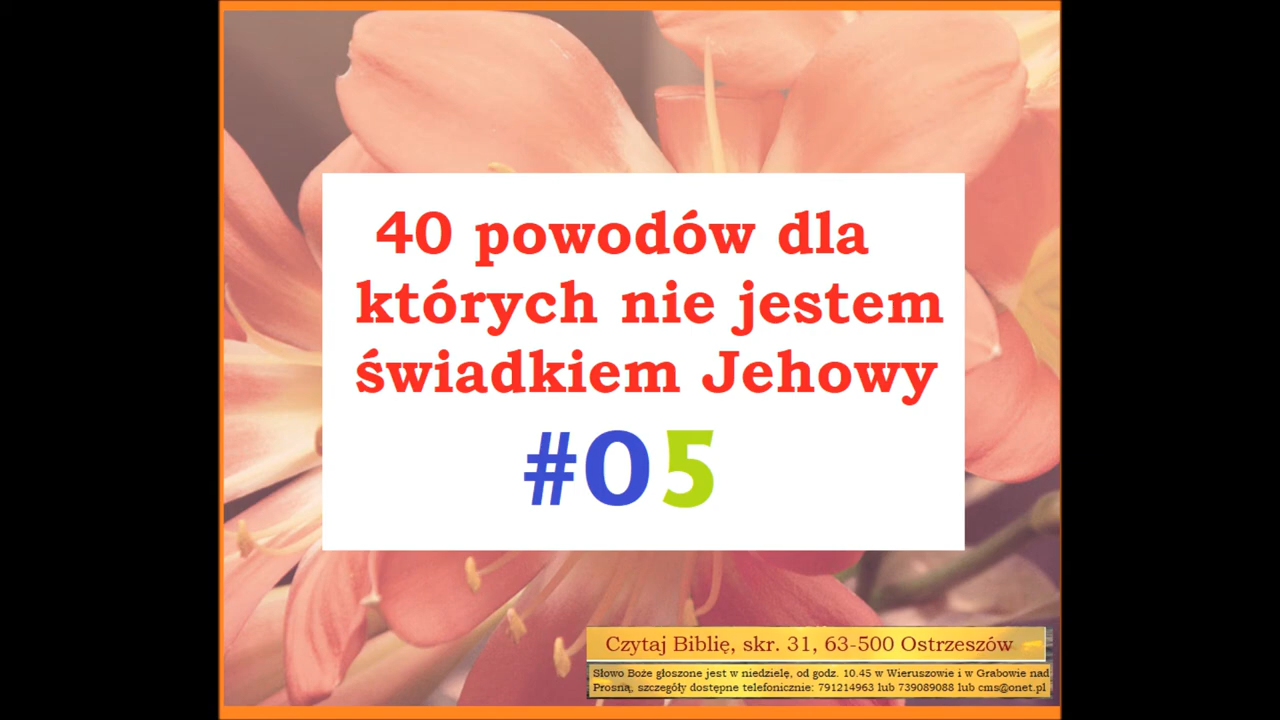 40 powodów dla
których nie jestem
świadkiem Jehowy
#05
Czytaj Biblię, skr. 31, 63-500 Ostrzeszów
Słowo Boże głoszone jest w niedzielę, od godz. 10.45 w Wieruszowie i w Grabowie nad
Prosną, szczegóły dostępne telefonicznie: 791214963 lub 739089088 lub cms@onet.pl